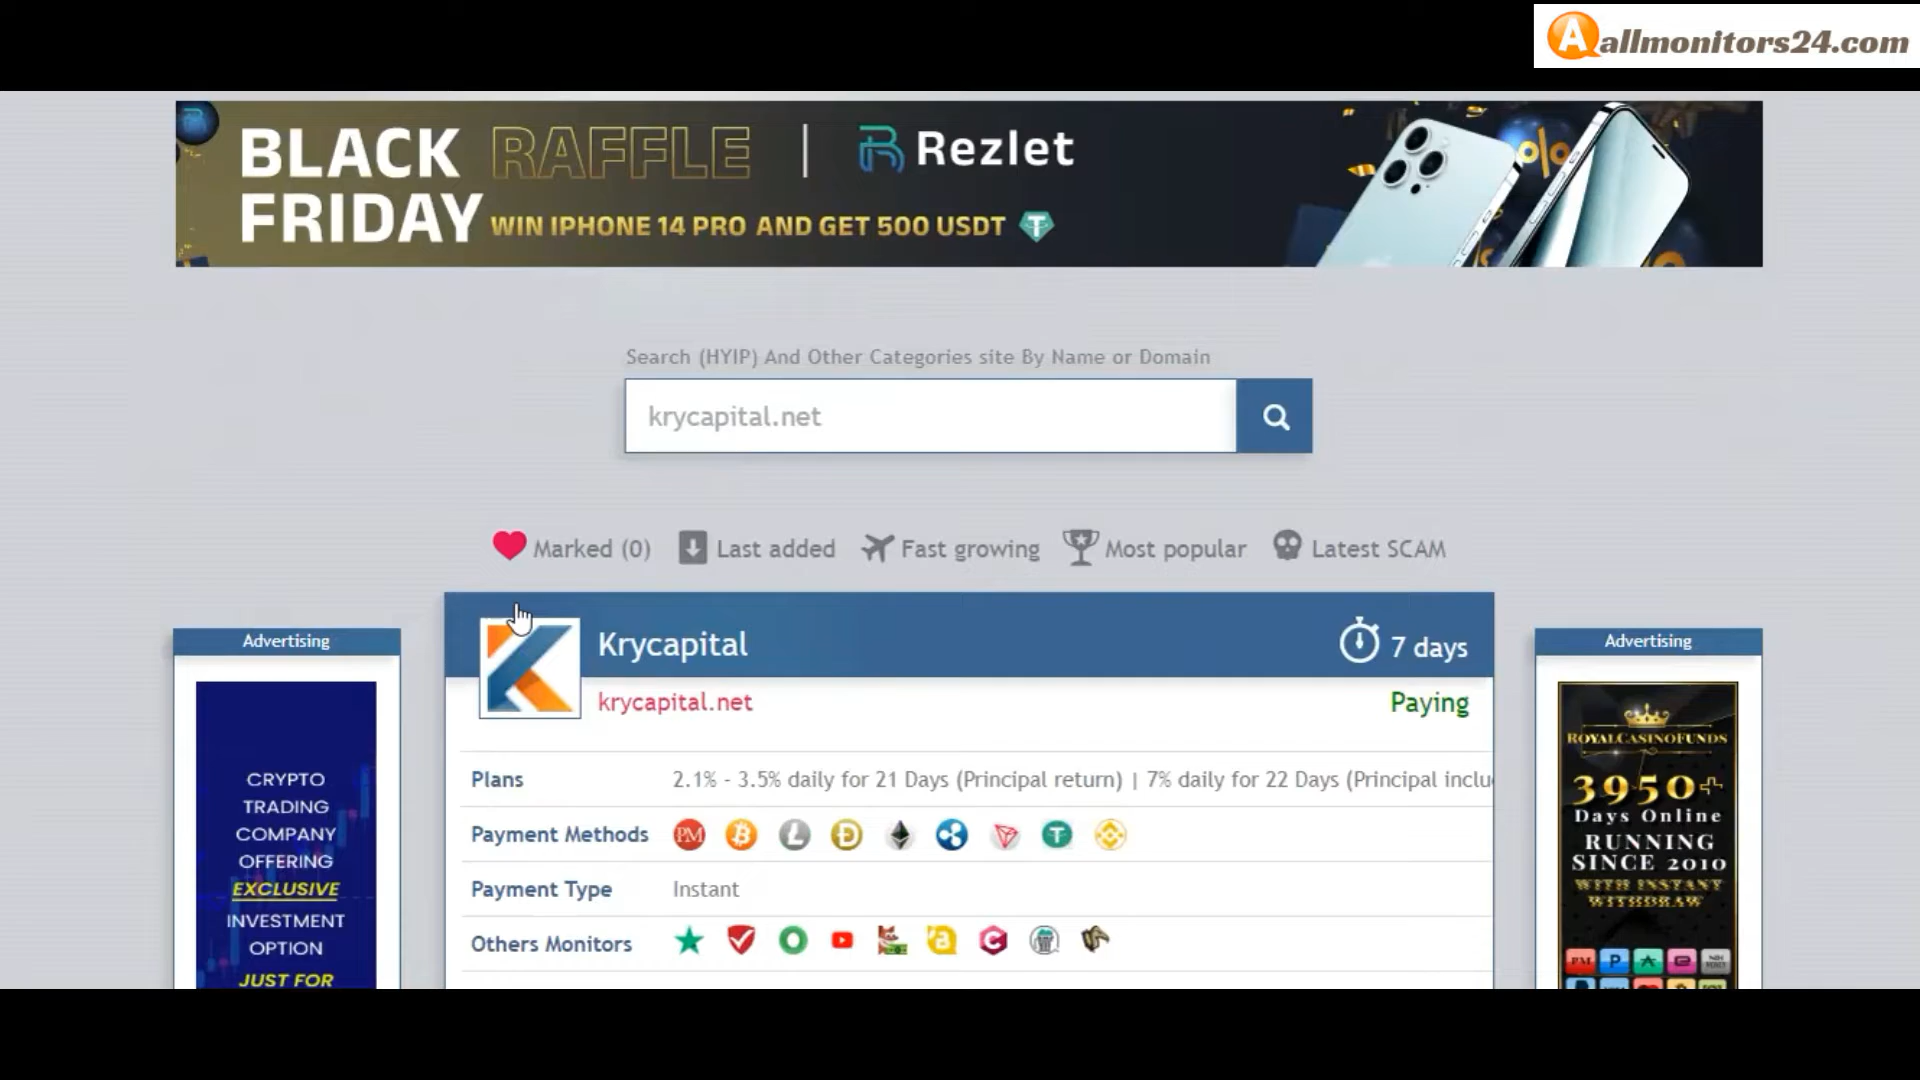 allmonitors24.com
BLACK RAFFLE | Rezlet
FRIDAY WIN IPHONE 14 PRO AND GET 500 USDT
Search (HYIP) And Other Categories site By Name or Domain
krycapital.net
Marked (0) Last added Fast growing Most popular Latest SCAM
Advertising
CRYPTO
TRADING
COMPANY
OFFERING
EXCLUSIVE
INVESTMENT
OPTION
JUST FOR
Krycapital
7 days
krycapital.net
Paying
Plans 2.1% - 3.5% daily for 21 Days (Principal return) | 7% daily for 22 Days (Principal inclu
Payment Methods
Payment Type Instant
Others Monitors
Advertising
ROYALCASINOFUNDS
3950+
Days Online
RUNNING
SINCE 2010
WITH INSTANT
WITHDRAW